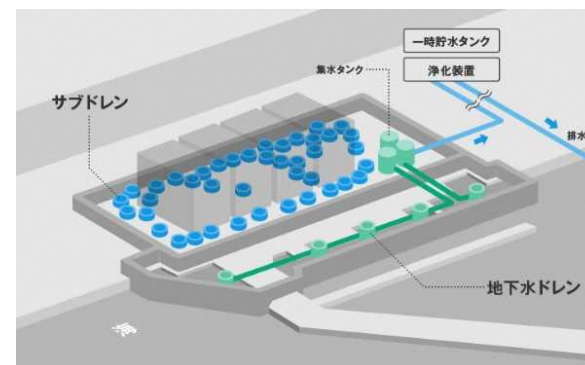 一時貯水タンク
集水タンク
浄化装置
サブドレン
排水
地下水ドレン
海